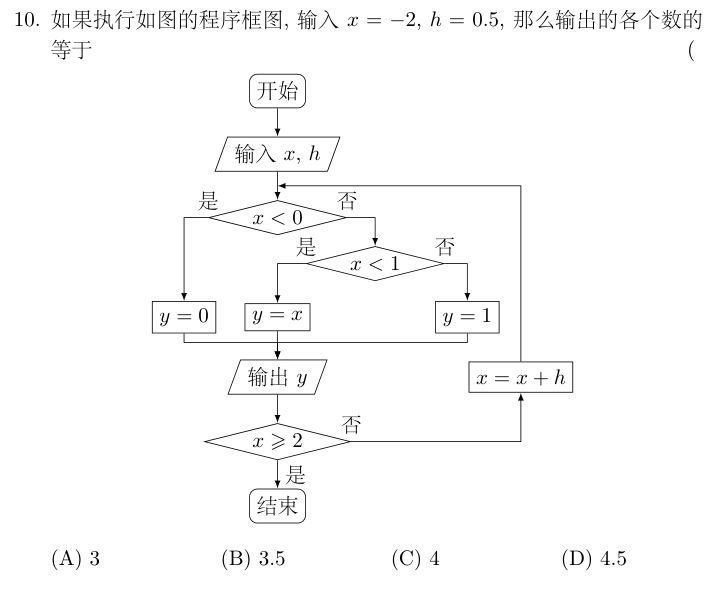 10. 如果执行如图的程序框图, 输入 x = −2, h = 0.5, 那么输出的各个数的
等于 (
开始
输入 x, h
是 否
x < 0
是 否
x < 1
y = 0 y = x y = 1
输出 y
x = x + h
否
x ⩾ 2
是
结束
(A) 3 (B) 3.5 (C) 4 (D) 4.5